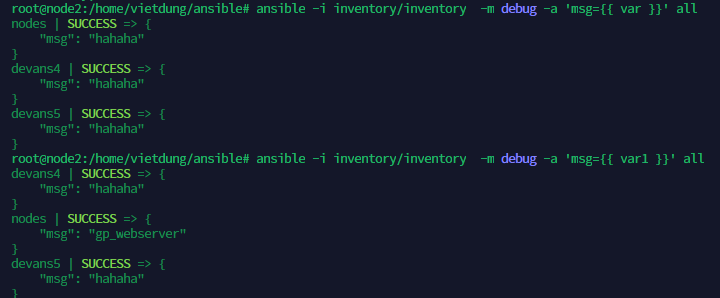 root@node2:/home/vietdung/ansible# ansible -i inventory/inventory  -m debug -a 'msg={{ var }}' all
nodes | SUCCESS => {
    "msg": "hahaha"
}
devans4 | SUCCESS => {
    "msg": "hahaha"
}
devans5 | SUCCESS => {
    "msg": "hahaha"
}
root@node2:/home/vietdung/ansible# ansible -i inventory/inventory  -m debug -a 'msg={{ var1 }}' all
devans4 | SUCCESS => {
    "msg": "hahaha"
}
nodes | SUCCESS => {
    "msg": "gp_webserver"
}
devans5 | SUCCESS => {
    "msg": "hahaha"
}